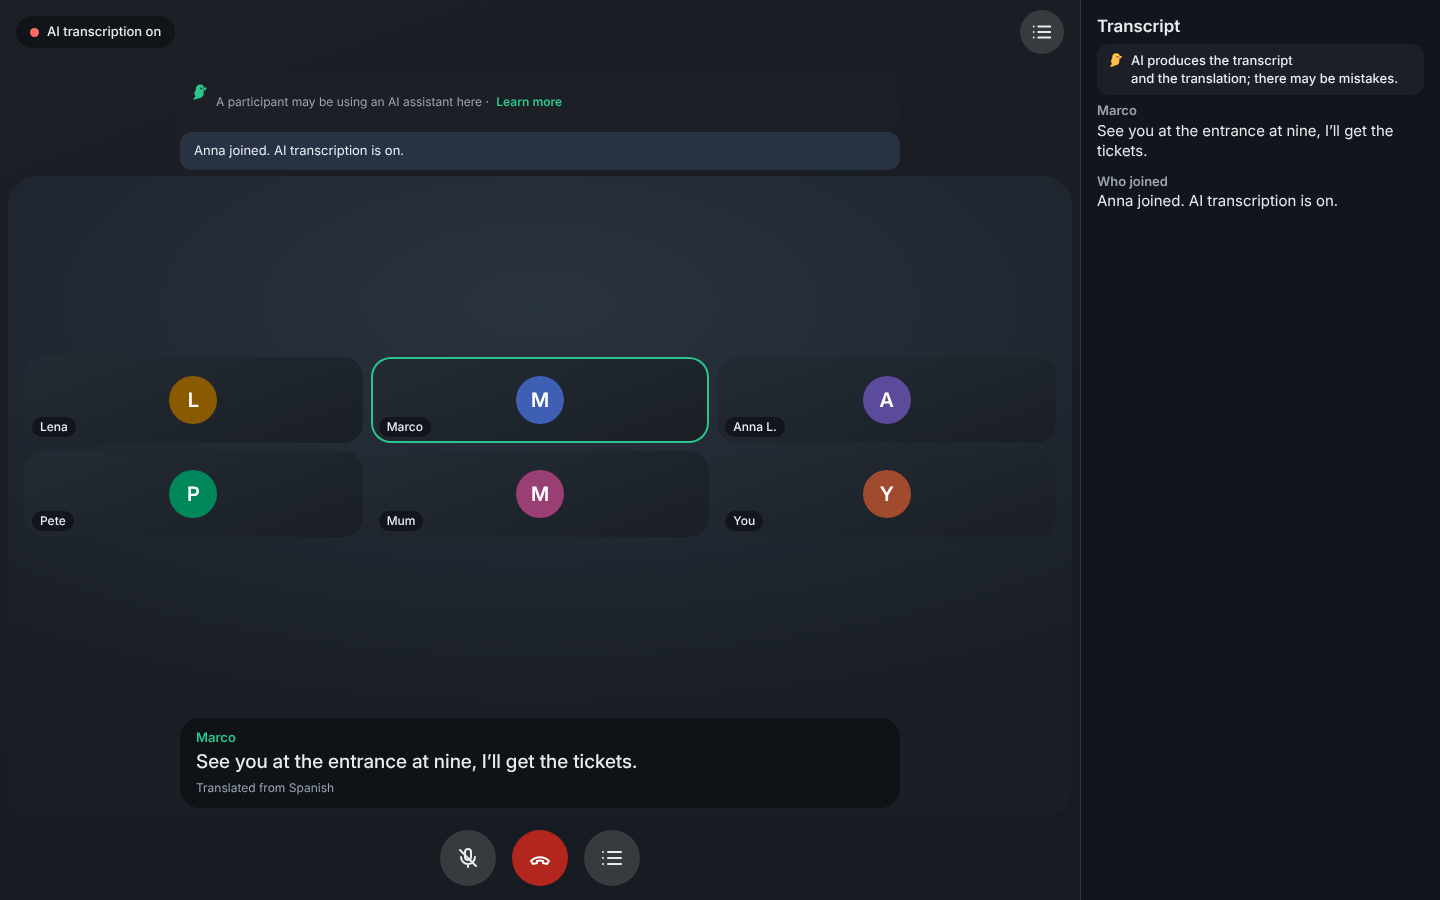 AI transcription on
A participant may be using an AI assistant here · Learn more
Anna joined. AI transcription is on.
L
Lena
M
Marco
A
Anna L.
P
Pete
M
Mum
Y
You
Marco
See you at the entrance at nine, I’ll get the tickets.
Translated from Spanish
Transcript
AI produces the transcript
and the translation; there may be mistakes.
Marco
See you at the entrance at nine, I’ll get the
tickets.
Who joined
Anna joined. AI transcription is on.